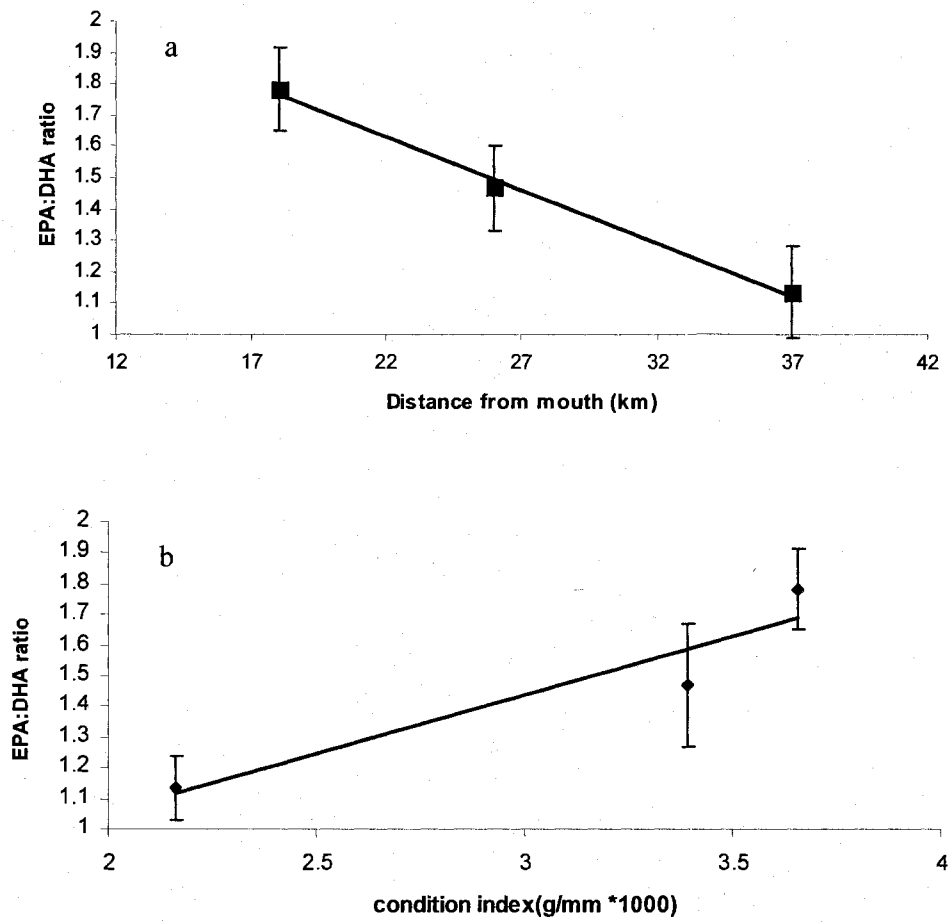 a
EPA:DHA ratio
2
1.9
1.8
1.7
1.6
1.5
1.4
1.3
1.2
1.1
1
12 17 22 27 32 37 42
Distance from mouth (km)
b
EPA:DHA ratio
2
1.9
1.8
1.7
1.6
1.5
1.4
1.3
1.2
1.1
1
2 2.5 3 3.5 4
condition index(g/mm *1000)